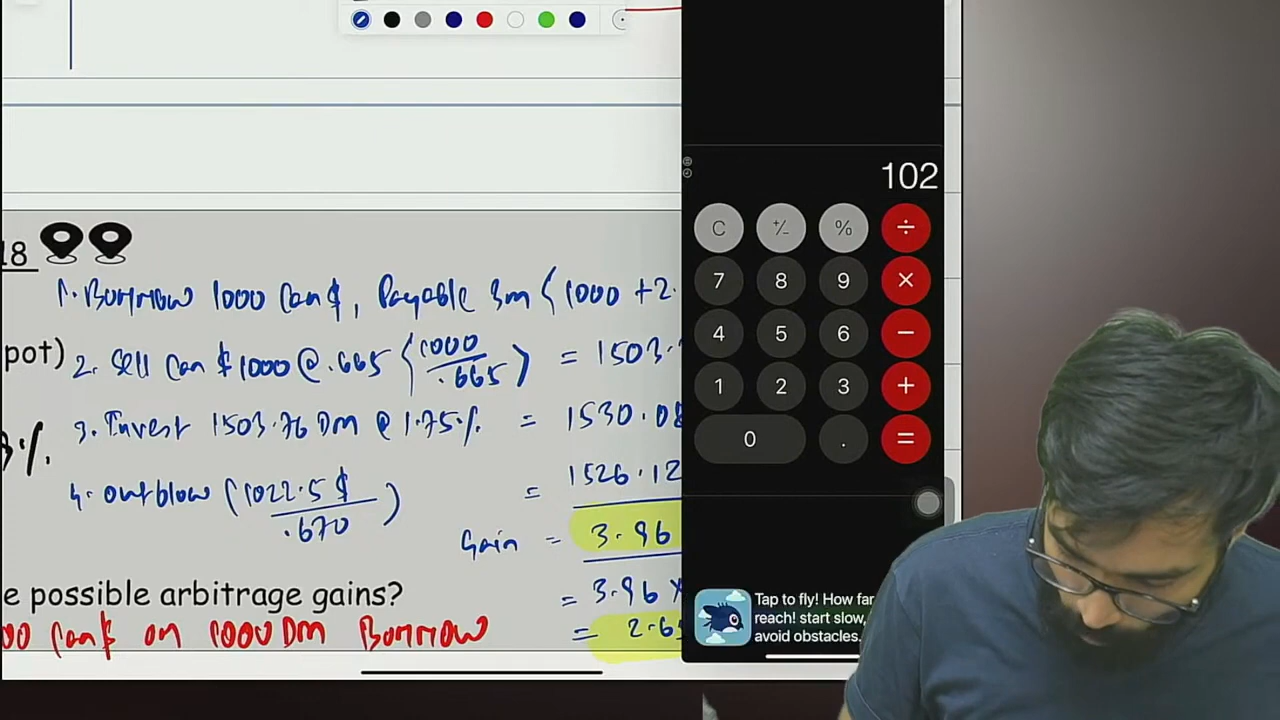 18
1. Borrow 1000 Can$, Payable 3m (1000 + 2.
pot)
2. Sell Can $1000 @ .665 (1000/.665) = 1503.
3%
3. Invest 1503.76 Dm @ 1.75% = 1530.08
4. outflow (1022.5$/.670) = 1526.12
Gain = 3.96
e possible arbitrage gains?
= 3.96 x
00 Can$ on 1000 Dm Borrow
= 2.65
102
C +/- % ÷
7 8 9 ×
4 5 6 −
1 2 3 +
0 . =
Tap to fly! How far
reach! start slow,
avoid obstacles.